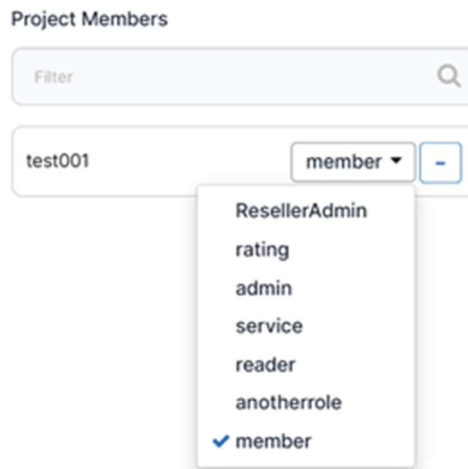 Project Members
Filter
test001 member -
ResellerAdmin
rating
admin
service
reader
anotherrole
member